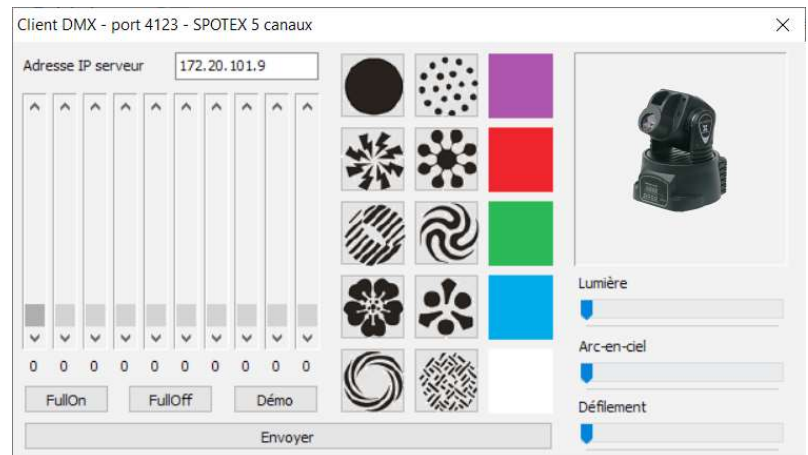 Client DMX - port 4123 - SPOTEX 5 canaux
Adresse IP serveur 172.20.101.9
Lumière
Arc-en-ciel
0 0 0 0 0 0 0 0 0 0
FullOn FullOff Démo
Défilement
Envoyer